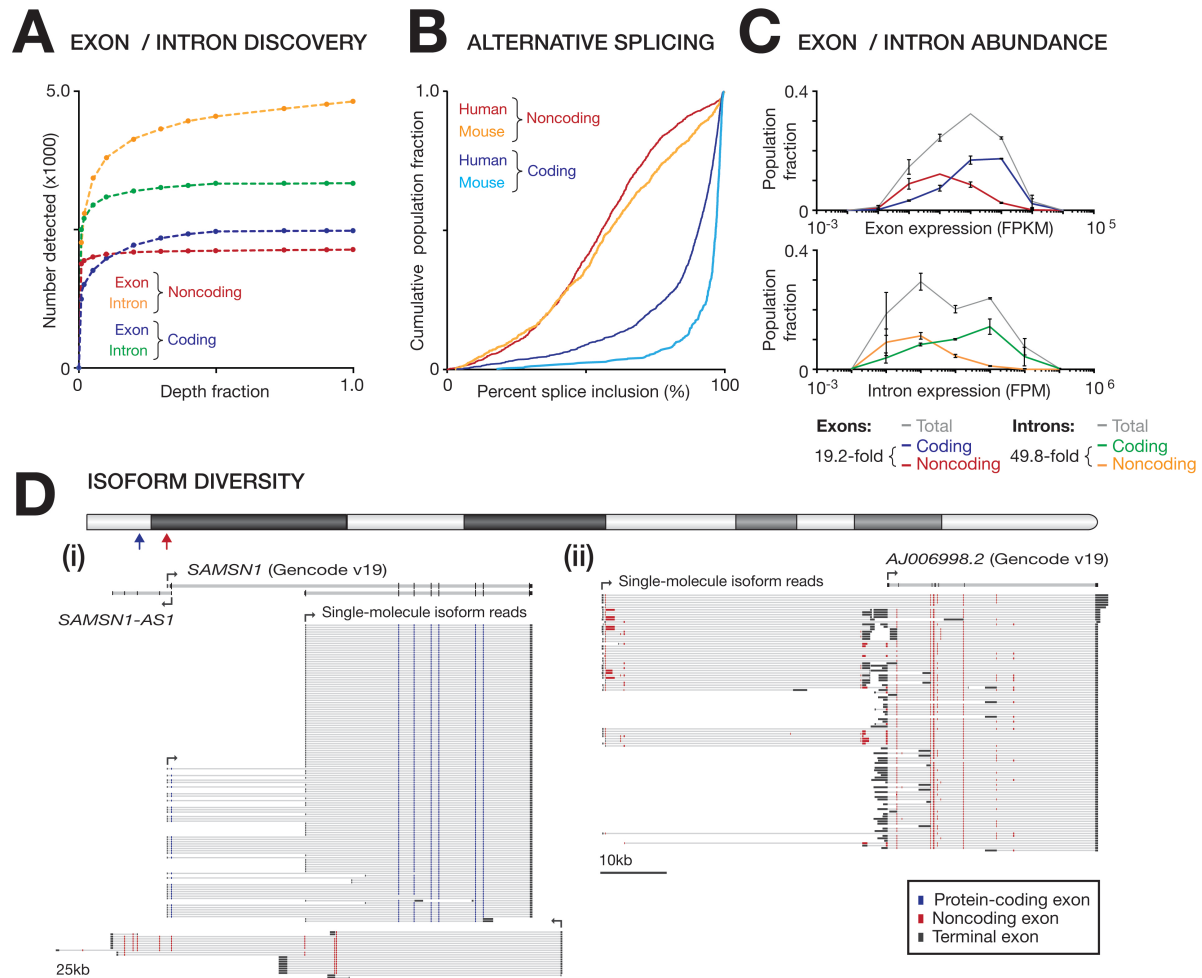 A EXON / INTRON DISCOVERY
5.0
Number detected (x1000)
0
0
1.0
Depth fraction
Exon
Intron
Noncoding
Exon
Intron
Coding
B ALTERNATIVE SPLICING
1.0
Cumulative population fraction
0
0
100
Percent splice inclusion (%)
Human
Mouse
Noncoding
Human
Mouse
Coding
C EXON / INTRON ABUNDANCE
0.4
Population
fraction
0
10-3
Exon expression (FPKM)
10 5
0.4
Population
fraction
0
10-3
Intron expression (FPM)
10 6
Exons:
Total
19.2-fold
Coding
Noncoding
Introns:
Total
49.8-fold
Coding
Noncoding
D ISOFORM DIVERSITY
(i)
SAMSN1 (Gencode v19)
SAMSN1-AS1
Single-molecule isoform reads
25kb
(ii)
AJ006998.2 (Gencode v19)
Single-molecule isoform reads
10kb
Protein-coding exon
Noncoding exon
Terminal exon